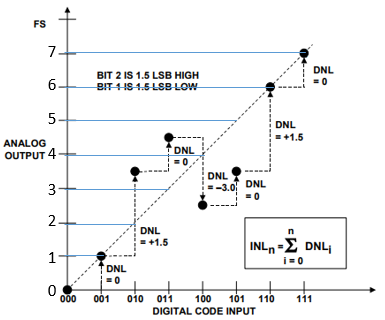 FS
7
BIT 2 IS 1.5 LSB HIGH
BIT 1 IS 1.5 LSB LOW
DNL
= 0
6
DNL
= +1.5
5
ANALOG
OUTPUT
4
DNL
= 0
DNL
= –3.0
DNL
= 0
3
2
DNL
= +1.5
INLn = Σ DNLi
n
i = 0
1
DNL
= 0
0
000 001 010 011 100 101 110 111
DIGITAL CODE INPUT